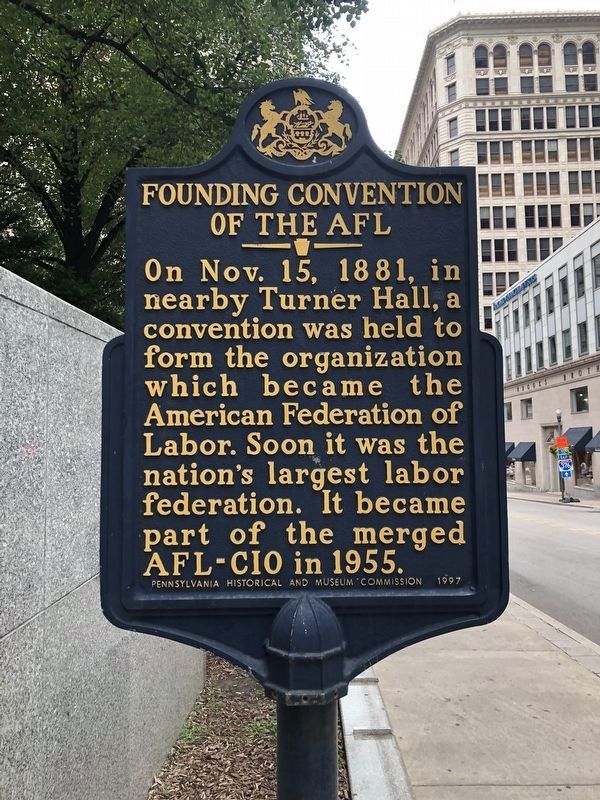 FOUNDING CONVENTION
OF THE AFL
On Nov. 15, 1881, in
nearby Turner Hall, a
convention was held to
form the organization
which became the
American Federation of
Labor. Soon it was the
nation's largest labor
federation. It became
part of the merged
AFL-CIO in 1955.
PENNSYLVANIA HISTORICAL AND MUSEUM COMMISSION 1997